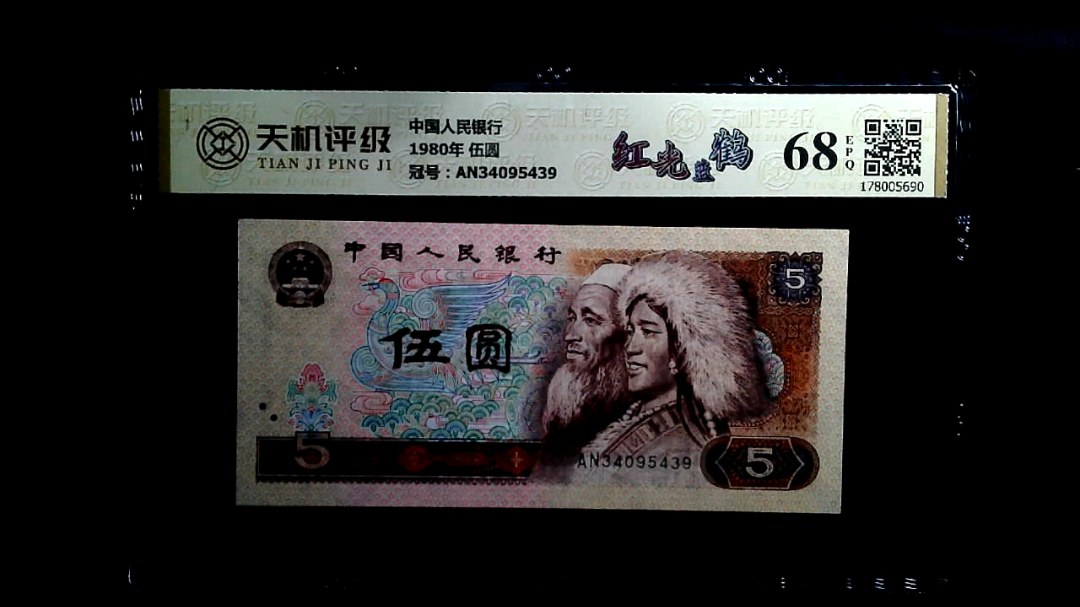 天机评级
TIAN JI PING JI
中国人民银行
1980年 伍圆
冠号：AN34095439
红光蓝鹤
68
EPQ
178005690
中国人民银行
5
伍圆
5
AN34095439
5